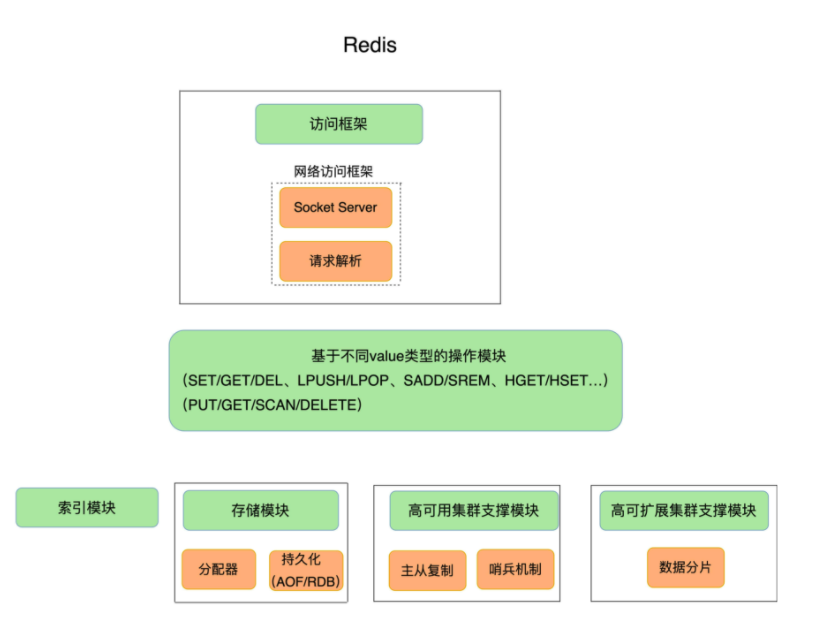 Redis
访问框架
网络访问框架
Socket Server
请求解析
基于不同value类型的操作模块
（SET/GET/DEL、LPUSH/LPOP、SADD/SREM、HGET/HSET…）
（PUT/GET/SCAN/DELETE）
索引模块
存储模块
分配器
持久化
（AOF/RDB）
高可用集群支撑模块
主从复制
哨兵机制
高可扩展集群支撑模块
数据分片